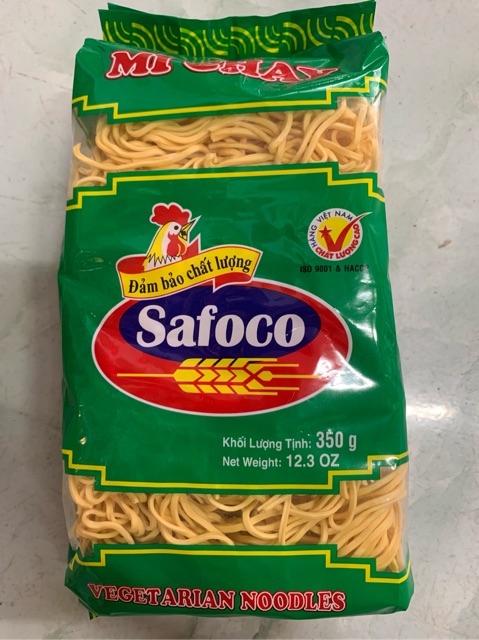 MÌ CHAY
HÀNG VIỆT NAM
CHẤT LƯỢNG CAO
ISO 9001 & HACCP
Đảm bảo chất lượng
Safoco
Khối Lượng Tịnh: 350 g
Net Weight: 12.3 OZ
VEGETARIAN NOODLES